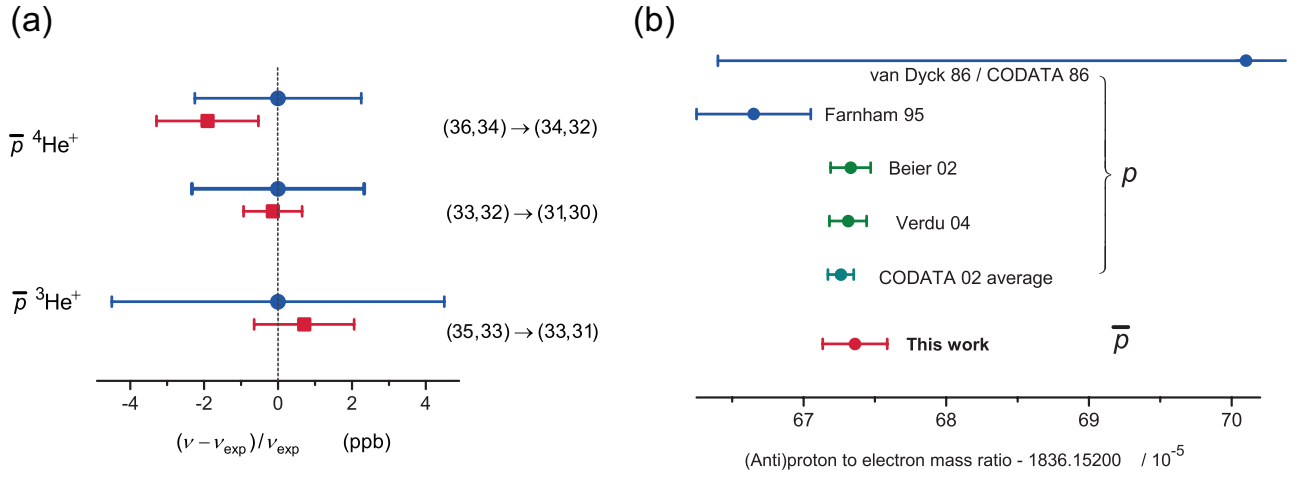 (a)
p̅ ⁴He⁺
(36,34) → (34,32)
(33,32) → (31,30)
p̅ ³He⁺
(35,33) → (33,31)
-4 -2 0 2 4
(ν − ν_exp) / ν_exp (ppb)
(b)
van Dyck 86 / CODATA 86
Farnham 95
Beier 02
p
Verdu 04
CODATA 02 average
This work
p̅
67 68 69 70
(Anti)proton to electron mass ratio - 1836.15200 / 10⁻⁵